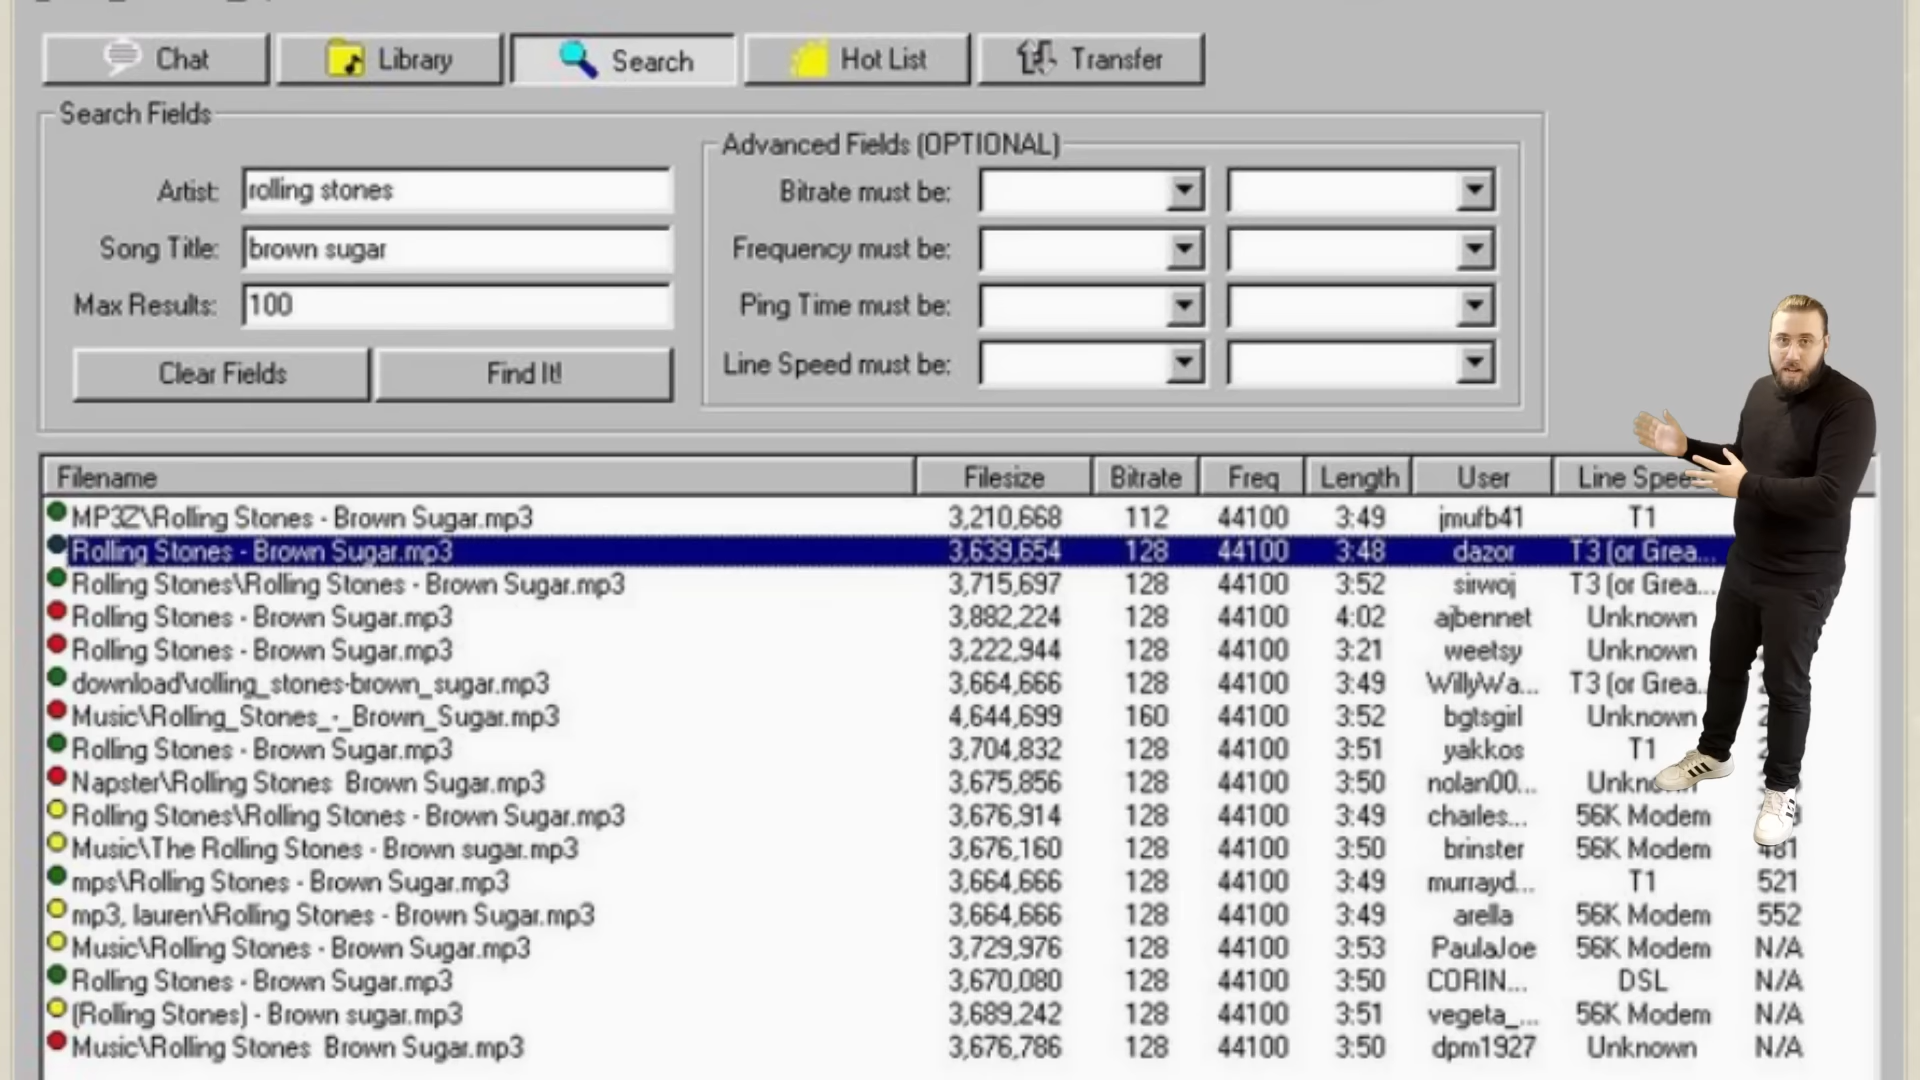 Chat Library Search Hot List Transfer
Search Fields
Advanced Fields (OPTIONAL)
Artist: rolling stones Bitrate must be:
Song Title: brown sugar Frequency must be:
Max Results: 100 Ping Time must be:
Clear Fields Find It! Line Speed must be:
Filename Filesize Bitrate Freq Length User Line
MP3Z\Rolling Stones - Brown Sugar.mp3 3,210,668 112 44100 3:49 jmufb41 T1
Rolling Stones - Brown Sugar.mp3 3,639,654 128 44100 3:48 dazor T3 (or Grea...
Rolling Stones\Rolling Stones - Brown Sugar.mp3 3,715,697 128 44100 3:52 sirwoj T3 (or Grea...
Rolling Stones - Brown Sugar.mp3 3,882,224 128 44100 4:02 ajbennet Unknown
Rolling Stones - Brown Sugar.mp3 3,222,944 128 44100 3:21 weetsy Unknown
download\rolling_stones-brown_sugar.mp3 3,664,666 128 44100 3:49 WillyWa... T3 (or Grea..
Music\Rolling_Stones_-_Brown_Sugar.mp3 4,644,699 160 44100 3:52 bgtsgirl Unknown
Rolling Stones - Brown Sugar.mp3 3,704,832 128 44100 3:51 yakkos T1
Napster\Rolling Stones  Brown Sugar.mp3 3,675,856 128 44100 3:50 nolan00...
Rolling Stones\Rolling Stones - Brown Sugar.mp3 3,676,914 128 44100 3:49 charles... 56K Modem
Music\The Rolling Stones - Brown sugar.mp3 3,676,160 128 44100 3:50 brinster 56K Modem 481
mps\Rolling Stones - Brown Sugar.mp3 3,664,666 128 44100 3:49 murrayd... T1 521
mp3, lauren\Rolling Stones - Brown Sugar.mp3 3,664,666 128 44100 3:49 arella 56K Modem 552
Music\Rolling Stones - Brown Sugar.mp3 3,729,976 128 44100 3:53 PaulaJoe 56K Modem N/A
Rolling Stones - Brown Sugar.mp3 3,670,080 128 44100 3:50 CORIN... DSL N/A
(Rolling Stones) - Brown sugar.mp3 3,689,242 128 44100 3:51 vegeta_... 56K Modem N/A
Music\Rolling Stones  Brown Sugar.mp3 3,676,786 128 44100 3:50 dpm1927 Unknown N/A